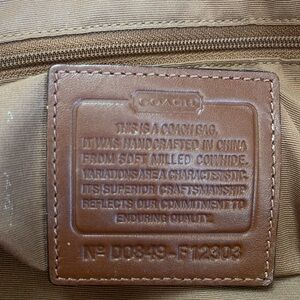 COACH
THIS IS A COACH BAG.
IT WAS HANDCRAFTED IN CHINA
FROM SOFT MILLED COWHIDE.
VARIATIONS ARE A CHARACTERISTIC.
ITS SUPERIOR CRAFTSMANSHIP
REFLECTS OUR COMMITMENT TO
ENDURING QUALITY.
Nº D0849-F12303